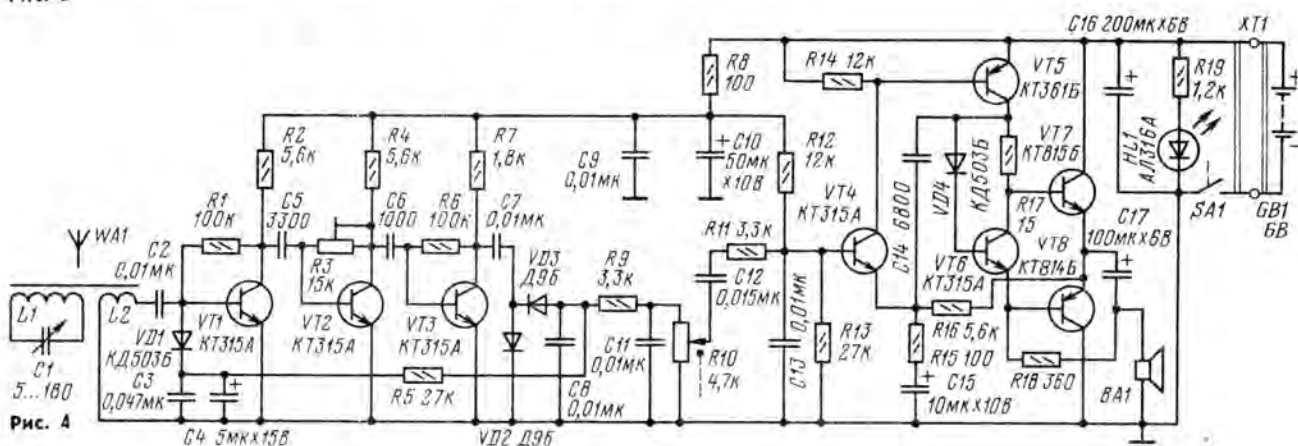 C16 200мк×6В
XT1
R8
100
R14 12к
VT5
КТ361Б
R19
1,2к
R2
5,6к
R4
5,6к
R7
1,8к
C9
0,01мк
C10
50мк
×10В
R12
12к
VT4
КТ315А
C14 6800
VD4
КД503Б
VT7
КТ815Б
HL1
АЛ316А
SA1
GB1
6В
R1
100к
C5
3300
C6
1000
R6
100к
C7
0,01мк
R17
15
C17
100мк×6В
WA1
C2
0,01мк
R3
15к
VD3
Д9Б
R9
3,3к
R11 3,3к
C12
0,015мк
VT6
КТ315А
VT8
КТ814Б
L1
L2
VD1
КД503Б
VT1
КТ315А
VT2
КТ315А
VT3
КТ315А
C11
0,01мк
R10
4,7к
C13
0,01мк
R13
27к
R16 5,6к
R15 100
C1
5...180
C3
0,047мк
R5 27к
C8
0,01мк
C15
10мк×10В
R18 360
BA1
Рис. 4
C4 5мк×15В
VD2 Д9Б